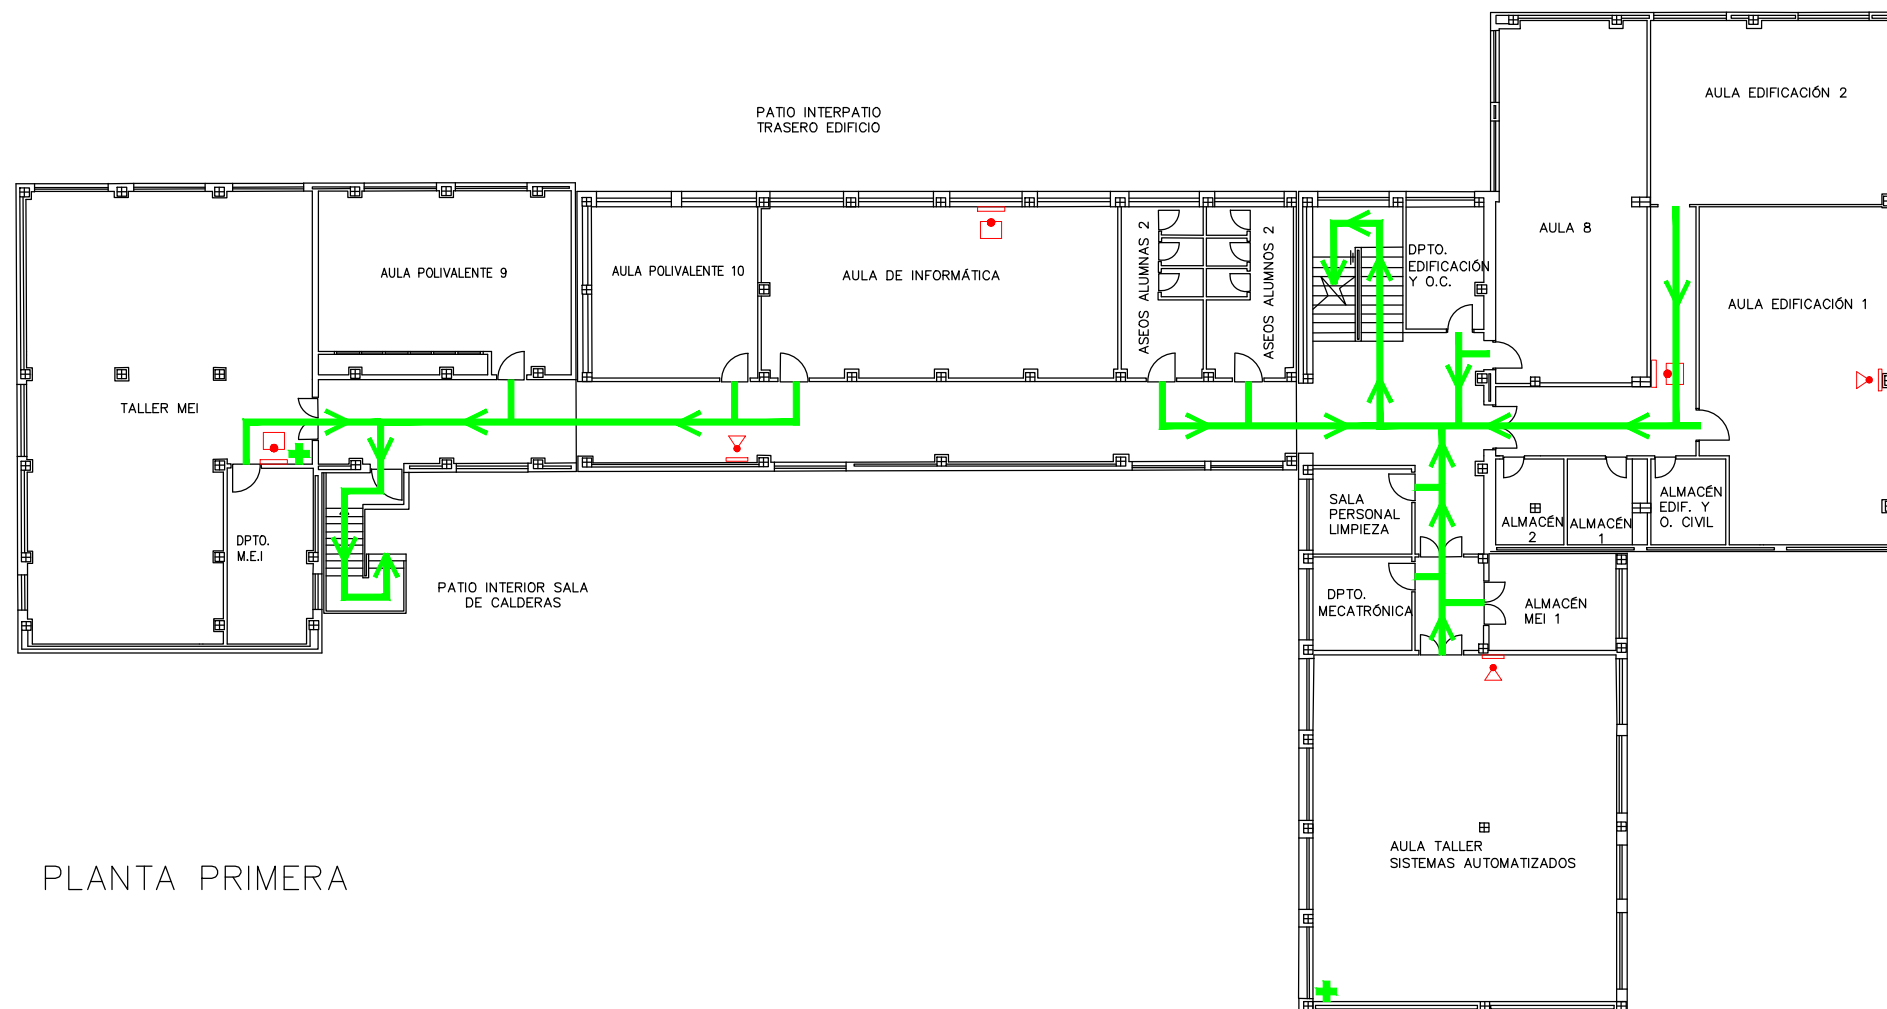 AULA EDIFICACIÓN 2
PATIO INTERPATIO
TRASERO EDIFICIO
AULA 8
DPTO.
EDIFICACIÓN
Y O.C.
ASEOS ALUMNAS 2
ASEOS ALUMNOS 2
AULA POLIVALENTE 9
AULA POLIVALENTE 10
AULA DE INFORMÁTICA
AULA EDIFICACIÓN 1
TALLER MEI
SALA
PERSONAL
LIMPIEZA
ALMACÉN
2
ALMACÉN
1
ALMACÉN
EDIF. Y
O. CIVIL
DPTO.
M.E.I
PATIO INTERIOR SALA
DE CALDERAS
DPTO.
MECATRÓNICA
ALMACÉN
MEI 1
AULA TALLER
SISTEMAS AUTOMATIZADOS
PLANTA PRIMERA